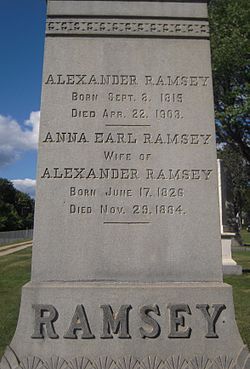 ALEXANDER RAMSEY
BORN SEPT. 8. 1815
DIED APR. 22. 1903.
ANNA EARL RAMSEY
WIFE OF
ALEXANDER RAMSEY
BORN JUNE 17. 1826
DIED NOV. 29. 1884.
RAMSEY